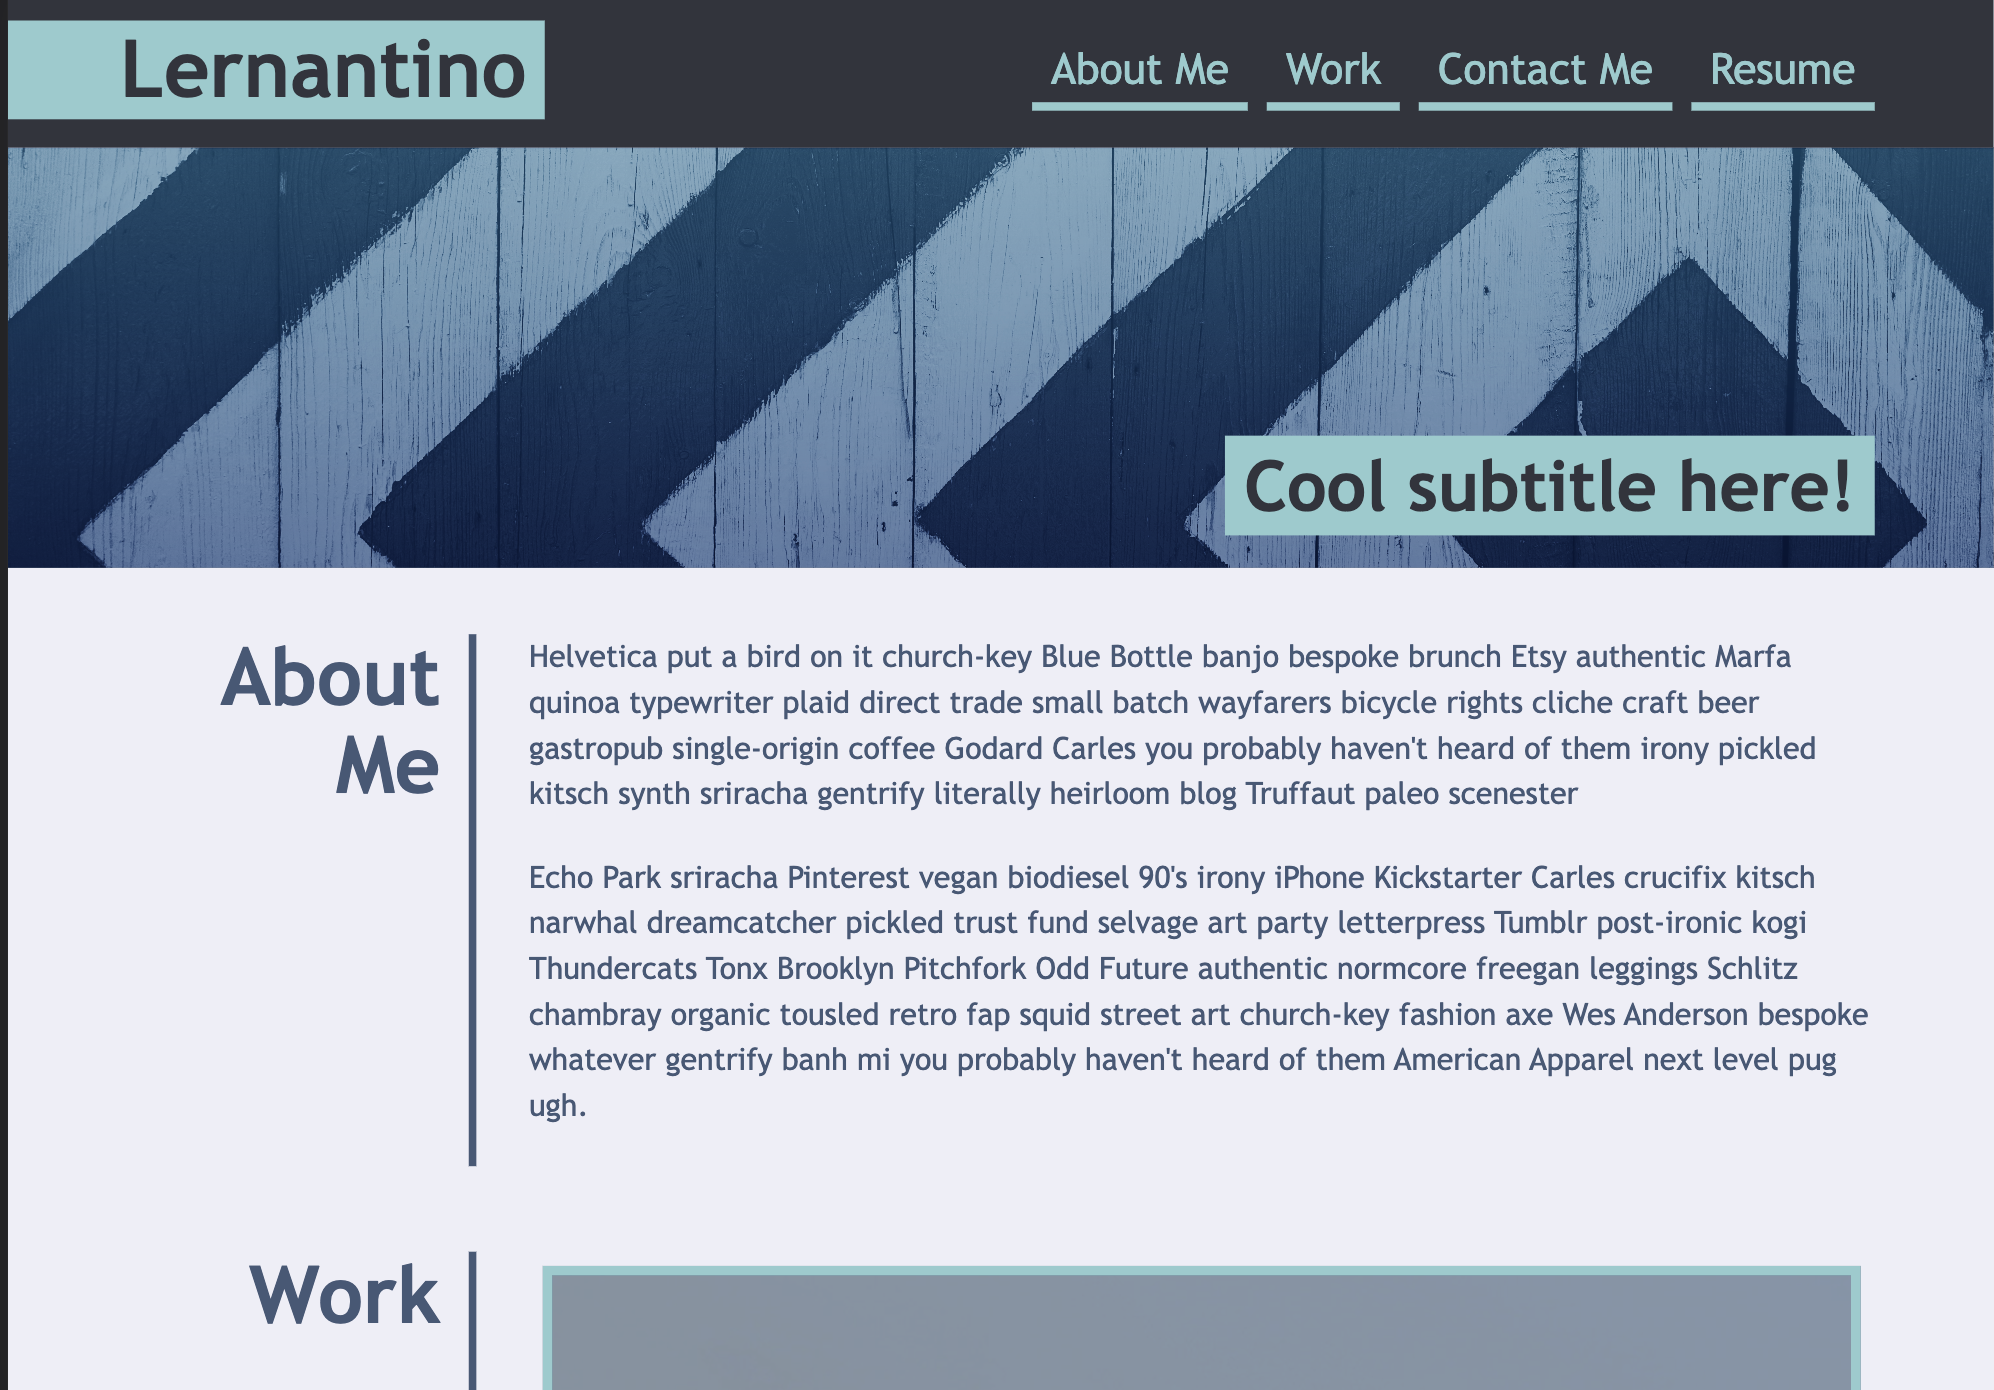 Lernantino
About Me Work Contact Me Resume
Cool subtitle here!
About
Me
Helvetica put a bird on it church-key Blue Bottle banjo bespoke brunch Etsy authentic Marfa
quinoa typewriter plaid direct trade small batch wayfarers bicycle rights cliche craft beer
gastropub single-origin coffee Godard Carles you probably haven't heard of them irony pickled
kitsch synth sriracha gentrify literally heirloom blog Truffaut paleo scenester
Echo Park sriracha Pinterest vegan biodiesel 90's irony iPhone Kickstarter Carles crucifix kitsch
narwhal dreamcatcher pickled trust fund selvage art party letterpress Tumblr post-ironic kogi
Thundercats Tonx Brooklyn Pitchfork Odd Future authentic normcore freegan leggings Schlitz
chambray organic tousled retro fap squid street art church-key fashion axe Wes Anderson bespoke
whatever gentrify banh mi you probably haven't heard of them American Apparel next level pug
ugh.
Work